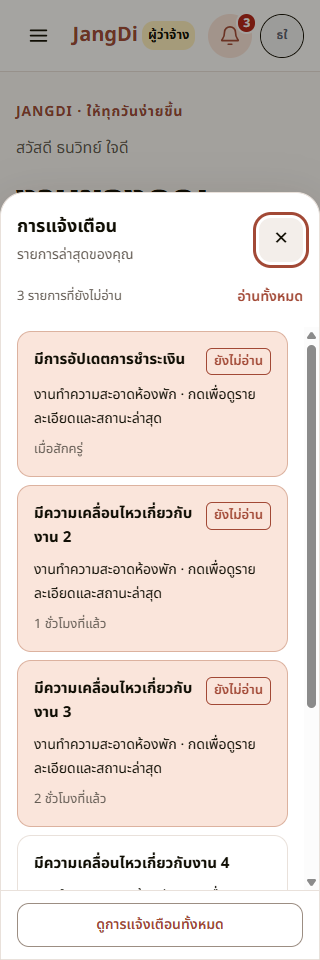 JangDi ผู้ว่าจ้าง 3 ธใ
JANGDI · ให้ทุกวันง่ายขึ้น
สวัสดี ธนวิทย์ ใจดี
การแจ้งเตือน
รายการล่าสุดของคุณ
3 รายการที่ยังไม่อ่าน อ่านทั้งหมด
มีการอัปเดตการชำระเงิน ยังไม่อ่าน
งานทำความสะอาดห้องพัก · กดเพื่อดูราย
ละเอียดและสถานะล่าสุด
เมื่อสักครู่
มีความเคลื่อนไหวเกี่ยวกับ ยังไม่อ่าน
งาน 2
งานทำความสะอาดห้องพัก · กดเพื่อดูราย
ละเอียดและสถานะล่าสุด
1 ชั่วโมงที่แล้ว
มีความเคลื่อนไหวเกี่ยวกับ ยังไม่อ่าน
งาน 3
งานทำความสะอาดห้องพัก · กดเพื่อดูราย
ละเอียดและสถานะล่าสุด
2 ชั่วโมงที่แล้ว
มีความเคลื่อนไหวเกี่ยวกับงาน 4
ดูการแจ้งเตือนทั้งหมด